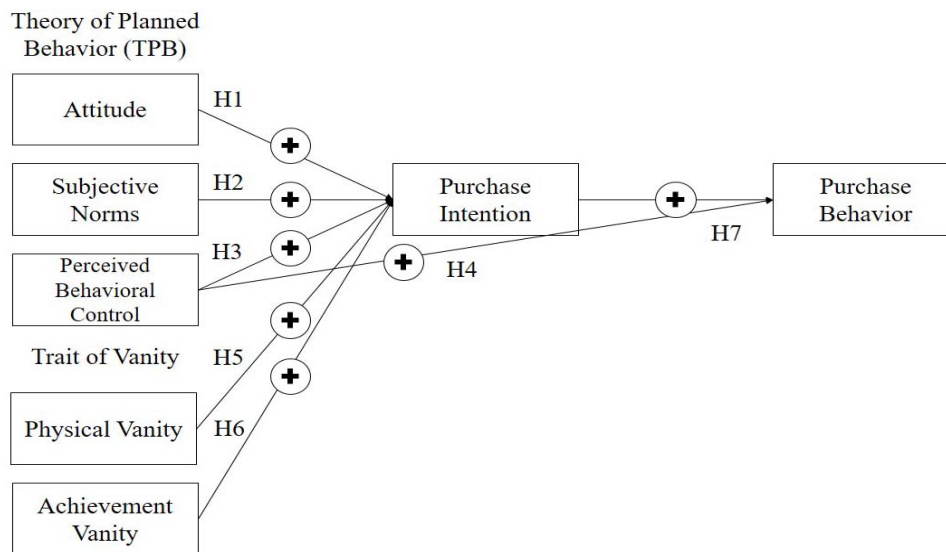 Theory of Planned
Behavior (TPB)
Attitude
H1
Subjective
Norms
H2
Perceived
Behavioral
Control
H3
H4
Purchase
Intention
H7
Purchase
Behavior
Trait of Vanity
H5
Physical Vanity
H6
Achievement
Vanity